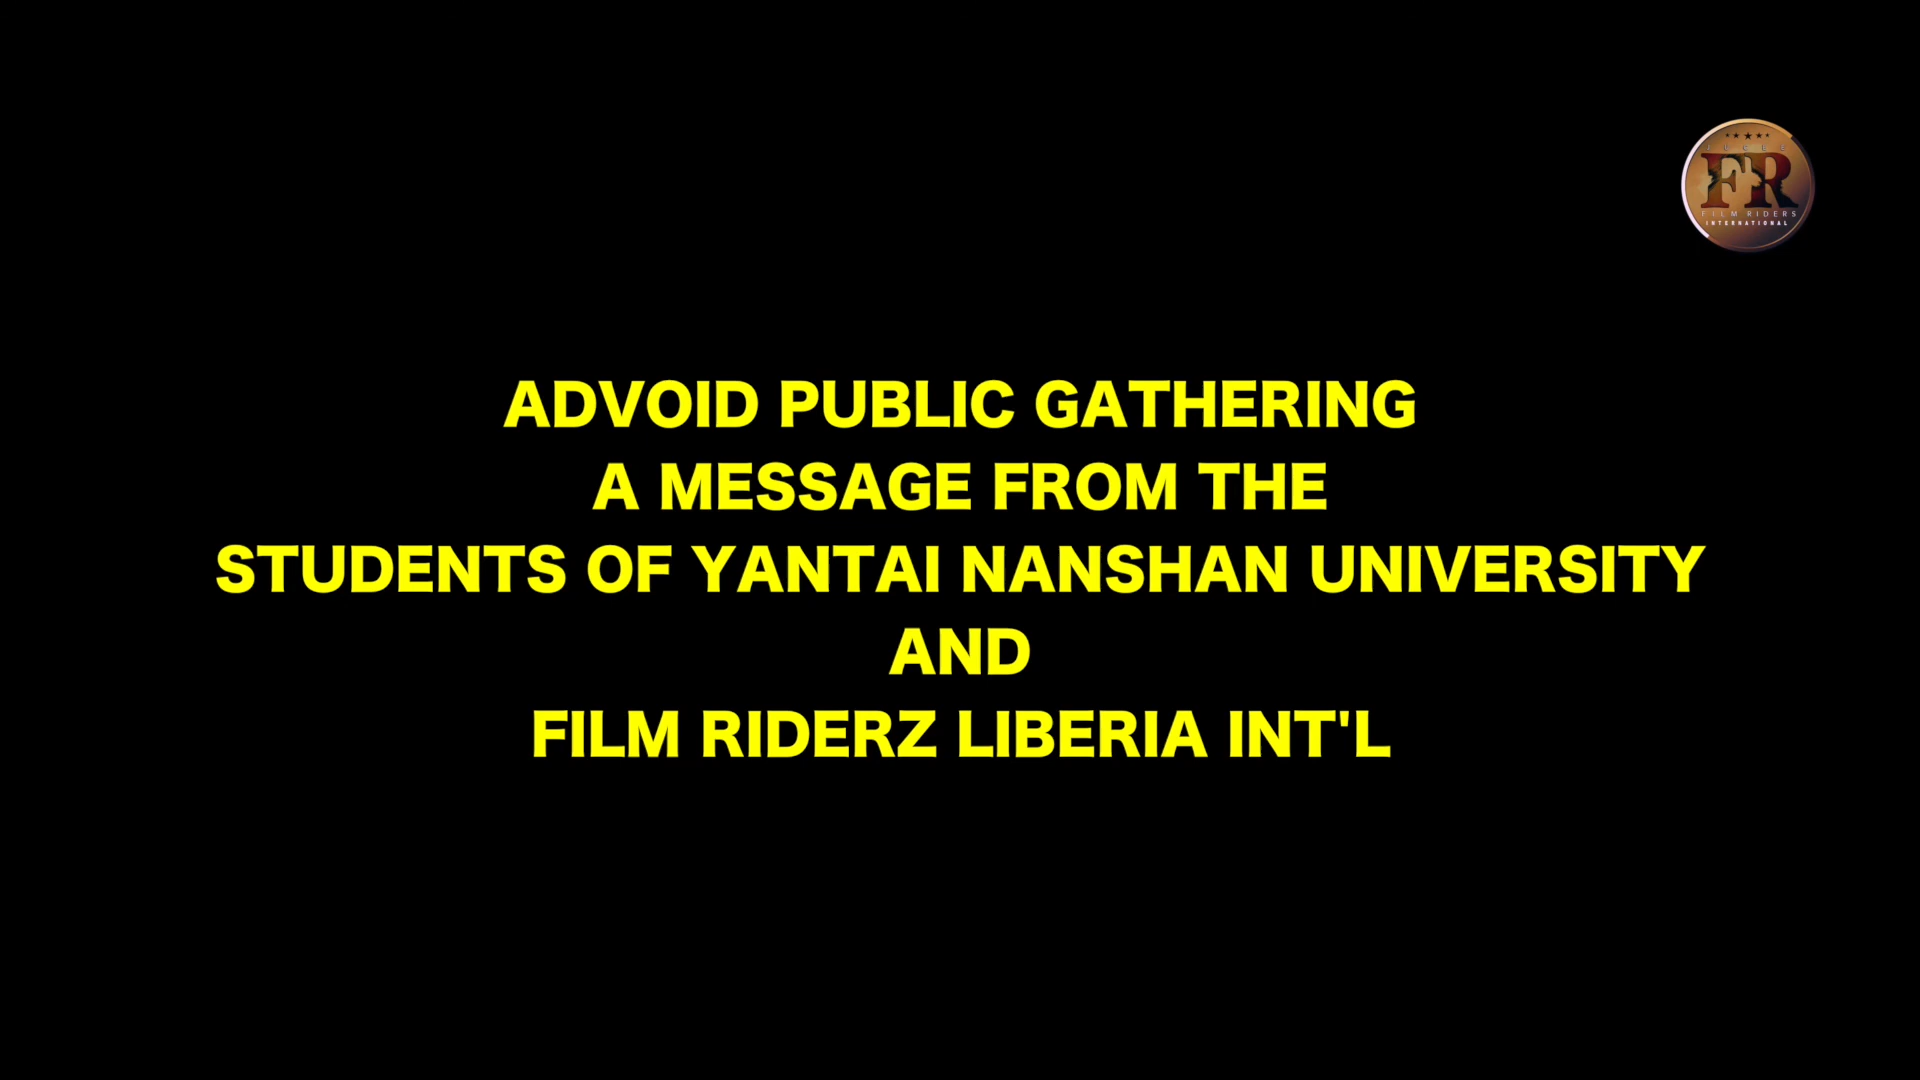 FR
FILM RIDERS
INTERNATIONAL
ADVOID PUBLIC GATHERING
A MESSAGE FROM THE
STUDENTS OF YANTAI NANSHAN UNIVERSITY
AND
FILM RIDERZ LIBERIA INT'L